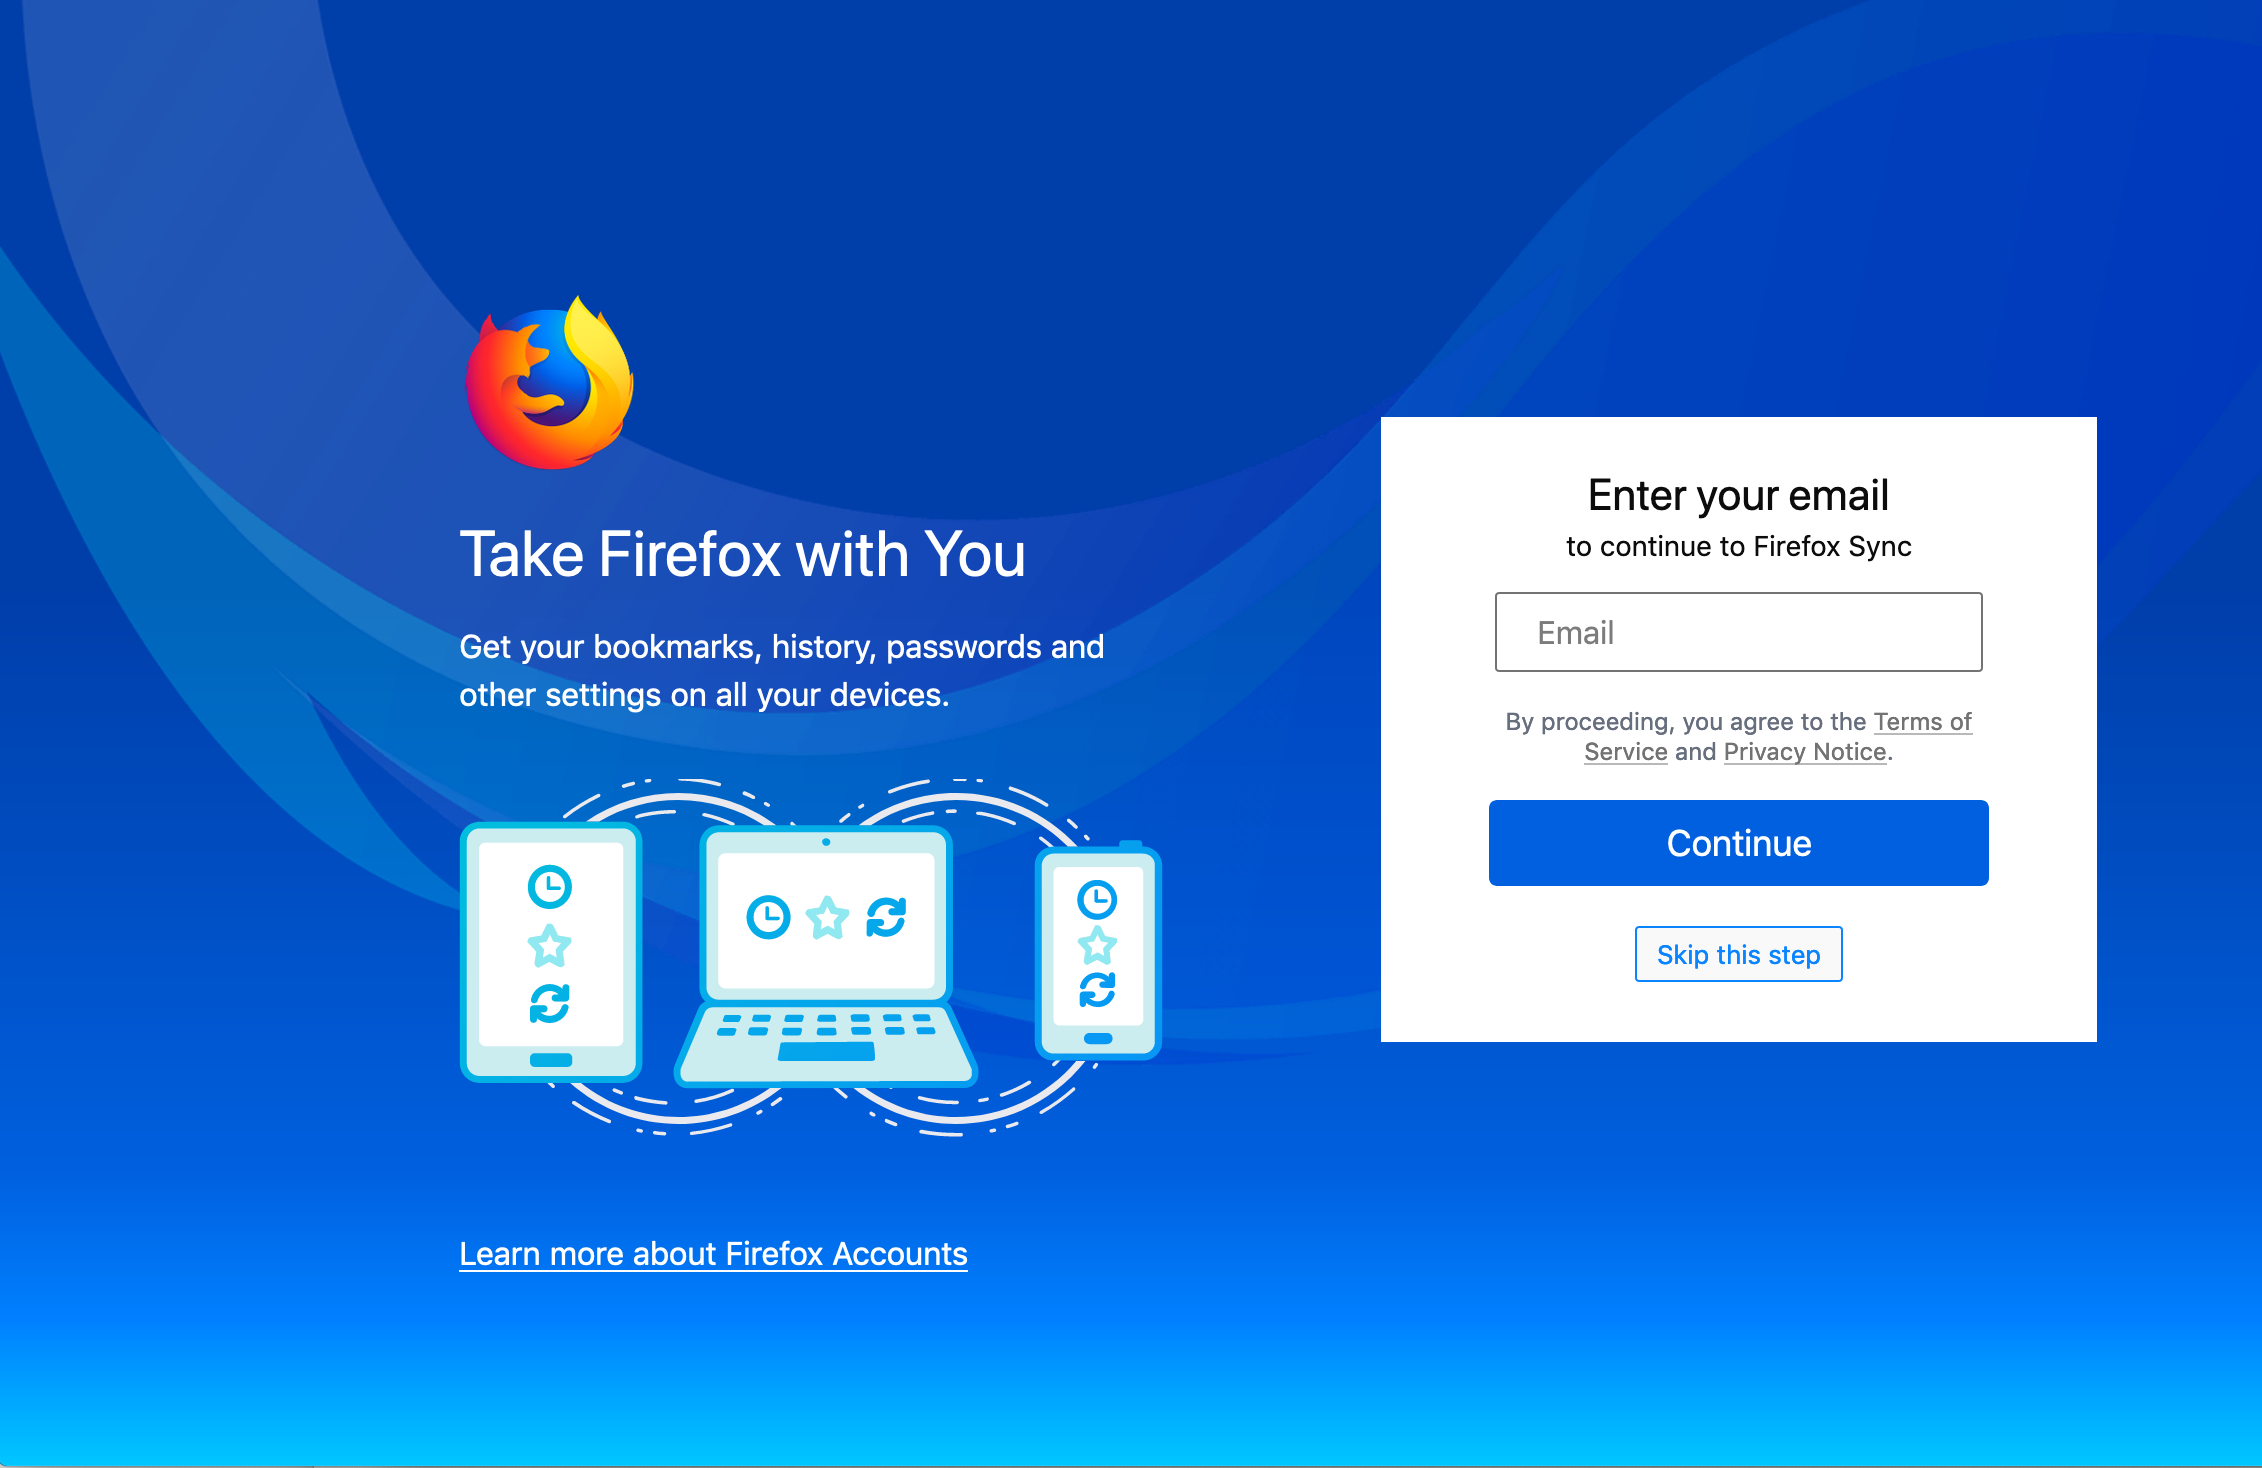 Take Firefox with You
Get your bookmarks, history, passwords and
other settings on all your devices.
Learn more about Firefox Accounts
Enter your email
to continue to Firefox Sync
Email
By proceeding, you agree to the Terms of
Service and Privacy Notice.
Continue
Skip this step